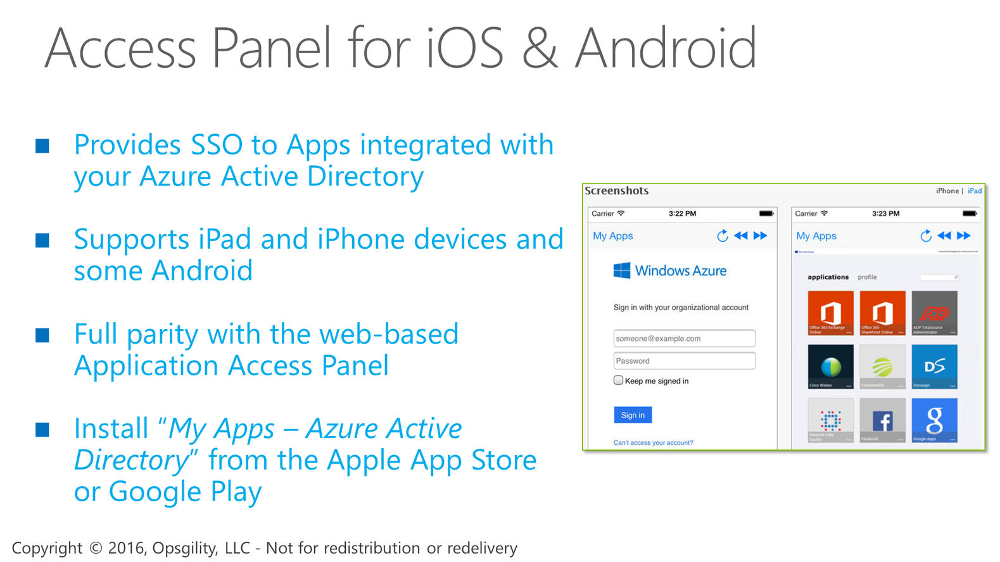 Access Panel for iOS & Android
Provides SSO to Apps integrated with
your Azure Active Directory
Supports iPad and iPhone devices and
some Android
Full parity with the web-based
Application Access Panel
Install “My Apps – Azure Active
Directory” from the Apple App Store
or Google Play
Screenshots
iPhone | iPad
Carrier 3:22 PM
My Apps
Windows Azure
Sign in with your organizational account
someone@example.com
Password
Keep me signed in
Sign in
Can't access your account?
Carrier 3:23 PM
My Apps
applications profile
Office 365 Exchange
Online ...
Office 365
SharePoint Online ...
ADP
ADP TotalSource
Administrator ...
Cisco Webex ...
ClearBenefits ...
DS
Docusign ...
Experian Data
Quality ...
f
Facebook ...
g
Google Apps ...
Copyright © 2016, Opsgility, LLC - Not for redistribution or redelivery